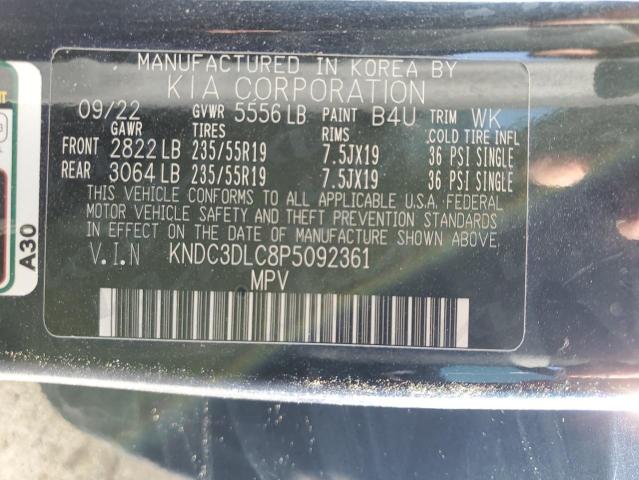 MANUFACTURED IN KOREA BY
KIA CORPORATION
09/22 GVWR 5556 LB PAINT B4U TRIM WK
GAWR TIRES RIMS COLD TIRE INFL
FRONT 2822 LB 235/55R19 7.5JX19 36 PSI SINGLE
REAR 3064 LB 235/55R19 7.5JX19 36 PSI SINGLE
THIS VEHICLE CONFORMS TO ALL APPLICABLE U.S.A. FEDERAL
MOTOR VEHICLE SAFETY AND THEFT PREVENTION STANDARDS
IN EFFECT ON THE DATE OF MANUFACTURE SHOWN ABOVE
V.I.N KNDC3DLC8P5092361
MPV
A30